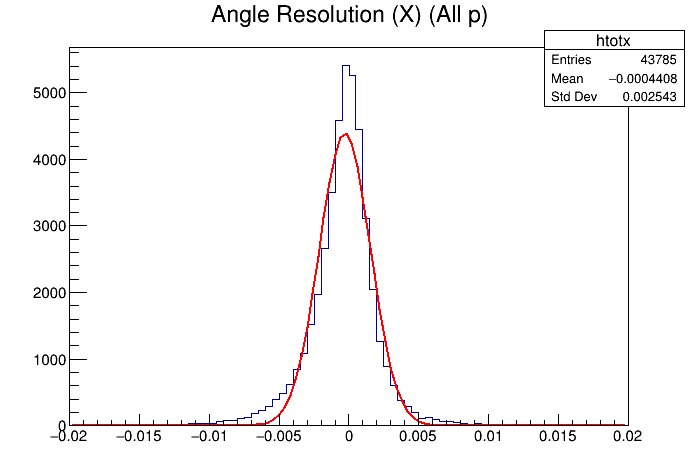 Angle Resolution (X) (All p)
htotx
Entries 43785
Mean −0.0004408
Std Dev 0.002543
5000
4000
3000
2000
1000
0
−0.02 −0.015 −0.01 −0.005 0 0.005 0.01 0.015 0.02